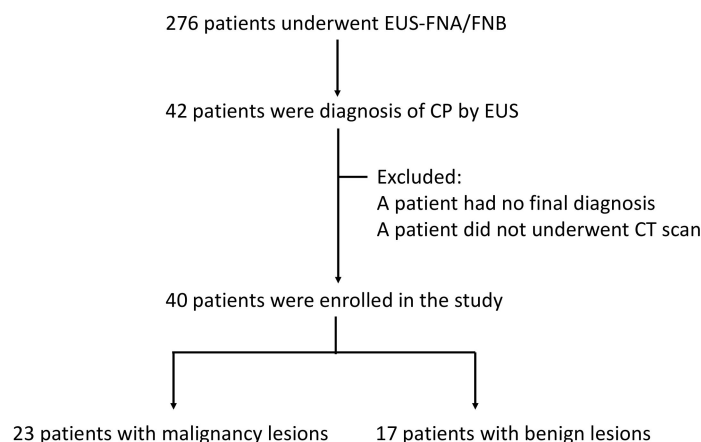 276 patients underwent EUS-FNA/FNB
42 patients were diagnosis of CP by EUS
Excluded:
A patient had no final diagnosis
A patient did not underwent CT scan
40 patients were enrolled in the study
23 patients with malignancy lesions
17 patients with benign lesions